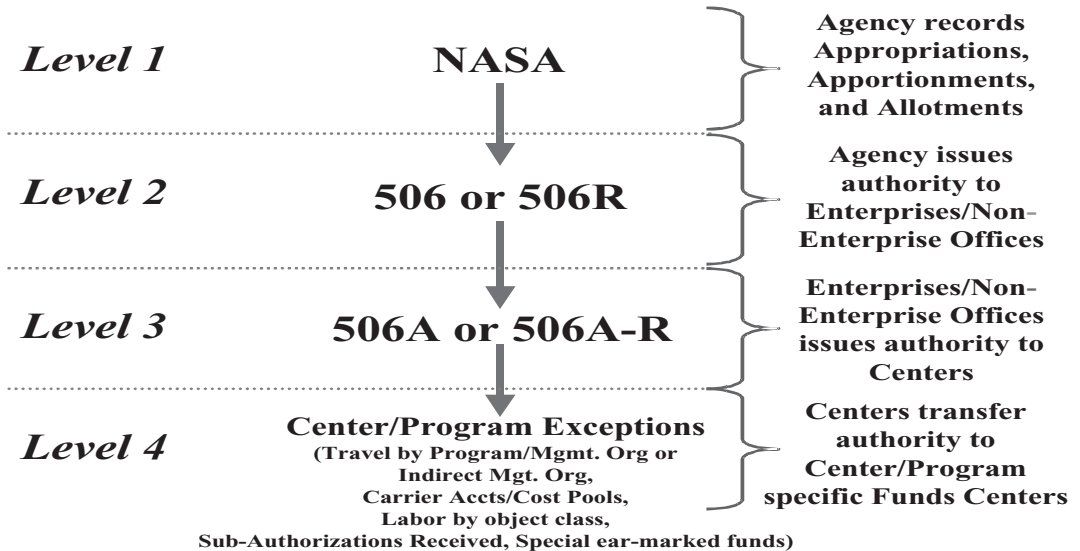 Level 1
NASA
Agency records
Appropriations,
Apportionments,
and Allotments
Level 2
506 or 506R
Agency issues
authority to
Enterprises/Non-
Enterprise Offices
Level 3
506A or 506A-R
Enterprises/Non-
Enterprise Offices
issues authority to
Centers
Level 4
Center/Program Exceptions
(Travel by Program/Mgmt. Org or
Indirect Mgt. Org,
Carrier Accts/Cost Pools,
Labor by object class,
Sub-Authorizations Received, Special ear-marked funds)
Centers transfer
authority to
Center/Program
specific Funds Centers